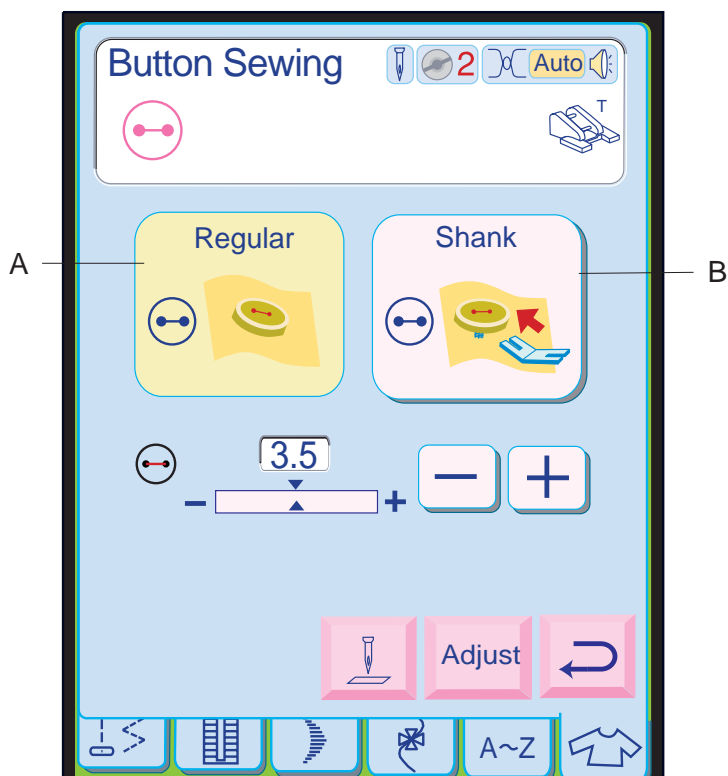 Button Sewing 2 Auto
T
Regular Shank
A B
3.5
- +
− +
Adjust
A~Z